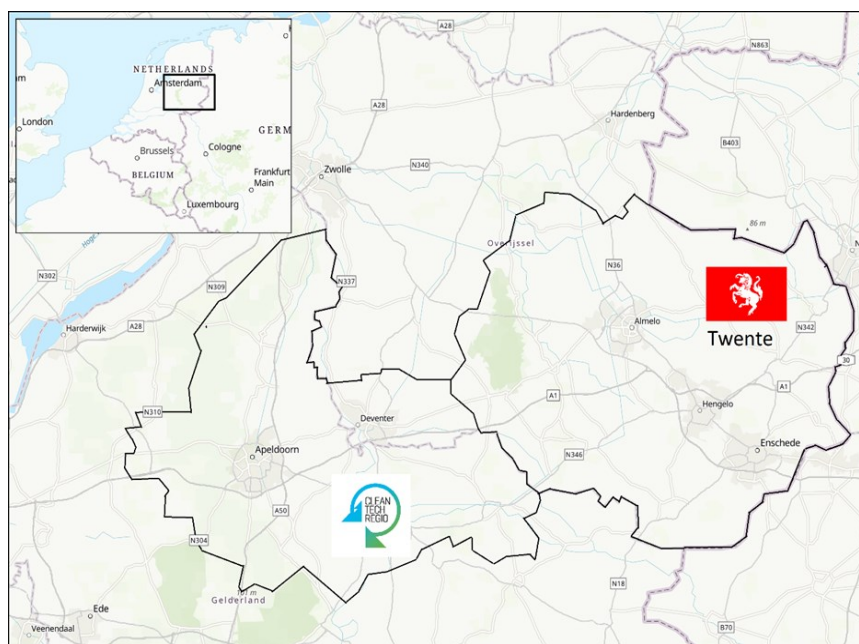 NETHERLANDS
Amsterdam
London
GERM
Brussels
Cologne
BELGIUM
Frankfurt
Main
Luxembourg
A28
N863
A28
Hardenberg
B403
N340
Zwolle
86 m
Overijssel
N302
N309
N337
N36
Harderwijk
A28
Almelo
N342
Twente
30
N310
Deventer
A1
A1
Hengelo
Apeldoorn
Enschede
N346
CLEAN
TECH
REGIO
A50
N304
N18
Gelderland
Ede
Veenendaal
B70